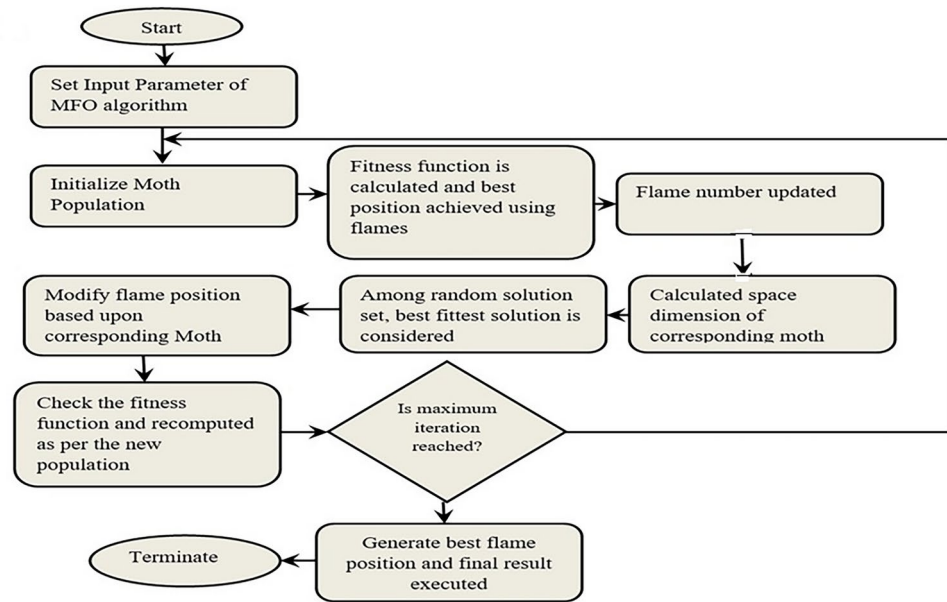 Start
Set Input Parameter of
MFO algorithm
Initialize Moth
Population
Fitness function is
calculated and best
position achieved using
flames
Flame number updated
Calculated space
dimension of
corresponding moth
Among random solution
set, best fittest solution is
considered
Modify flame position
based upon
corresponding Moth
Check the fitness
function and recomputed
as per the new
population
Is maximum
iteration
reached?
Generate best flame
position and final result
executed
Terminate